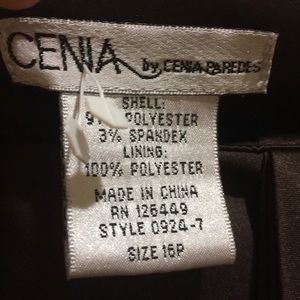 CENIA by CENIA PAREDES
SHELL:
POLYESTER
3% SPANDEX
LINING:
100% POLYESTER
MADE IN CHINA
RN 126449
STYLE 0924-7
SIZE 16P